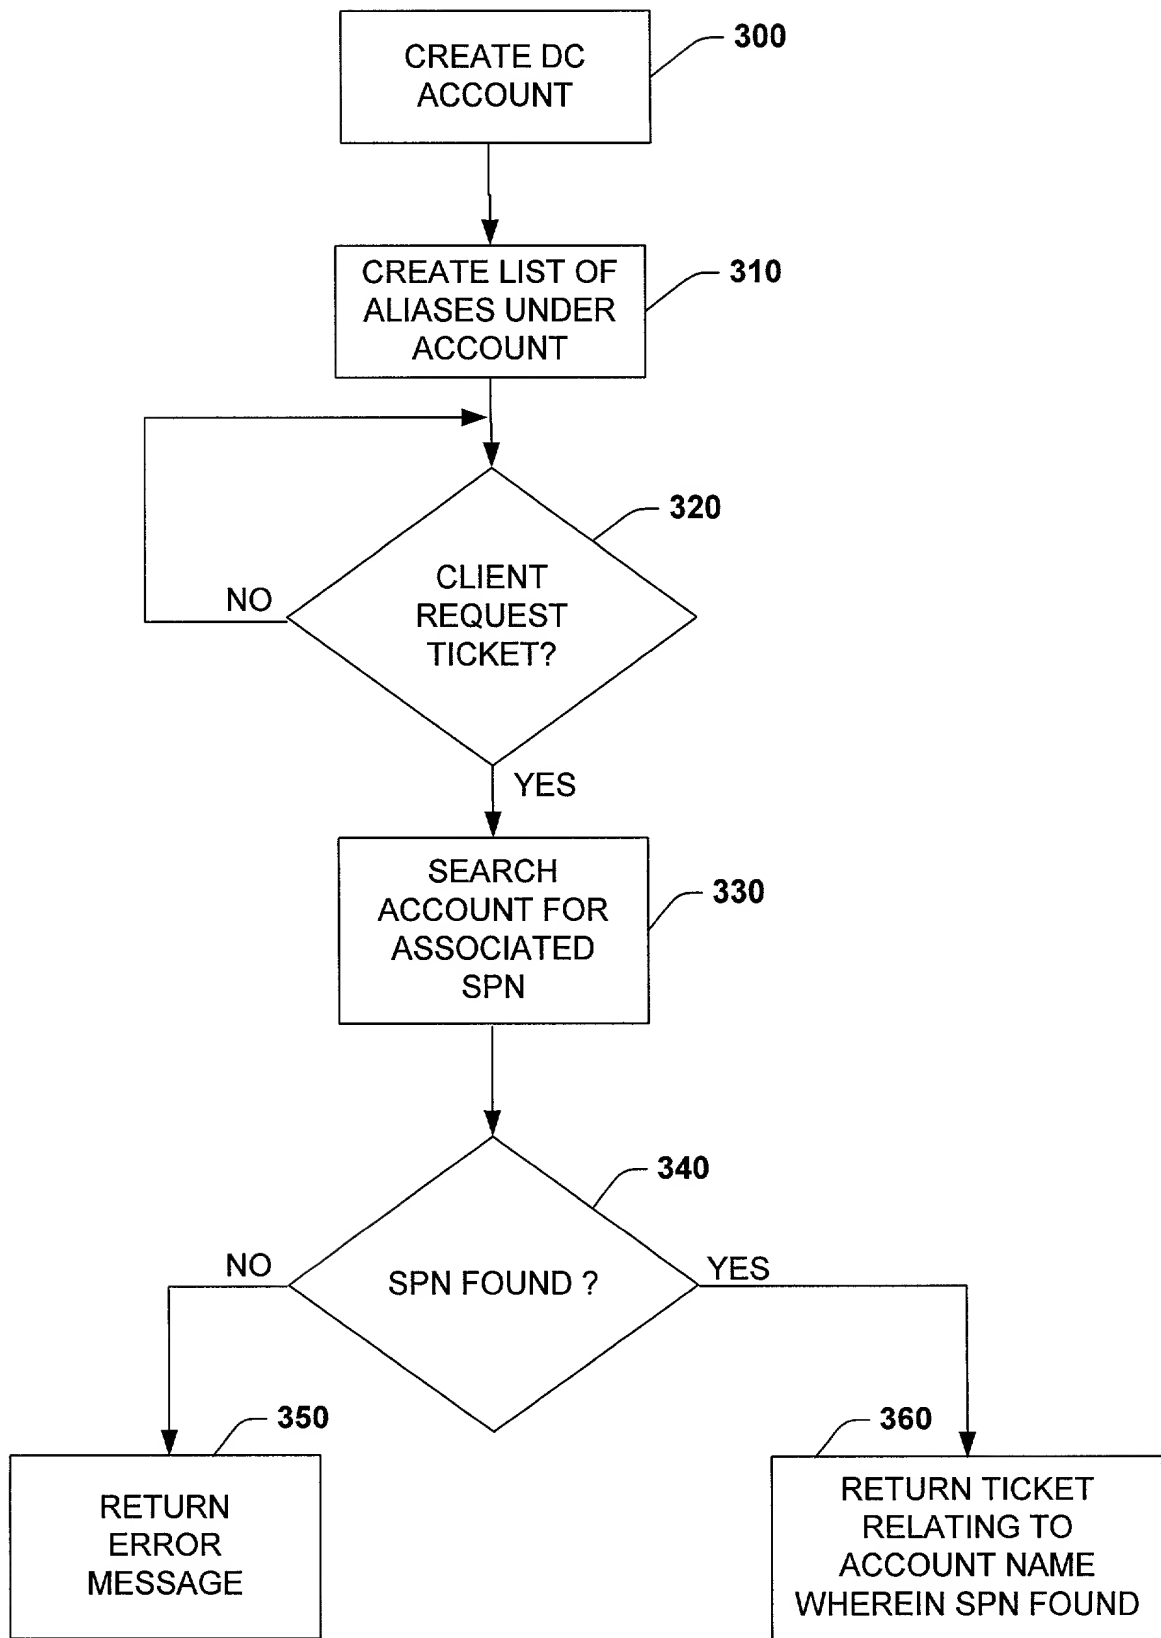 CREATE DC
ACCOUNT
300
CREATE LIST OF
ALIASES UNDER
ACCOUNT
310
320
CLIENT
REQUEST
TICKET?
NO
YES
SEARCH
ACCOUNT FOR
ASSOCIATED
SPN
330
340
SPN FOUND ?
NO
YES
350
RETURN
ERROR
MESSAGE
360
RETURN TICKET
RELATING TO
ACCOUNT NAME
WHEREIN SPN FOUND